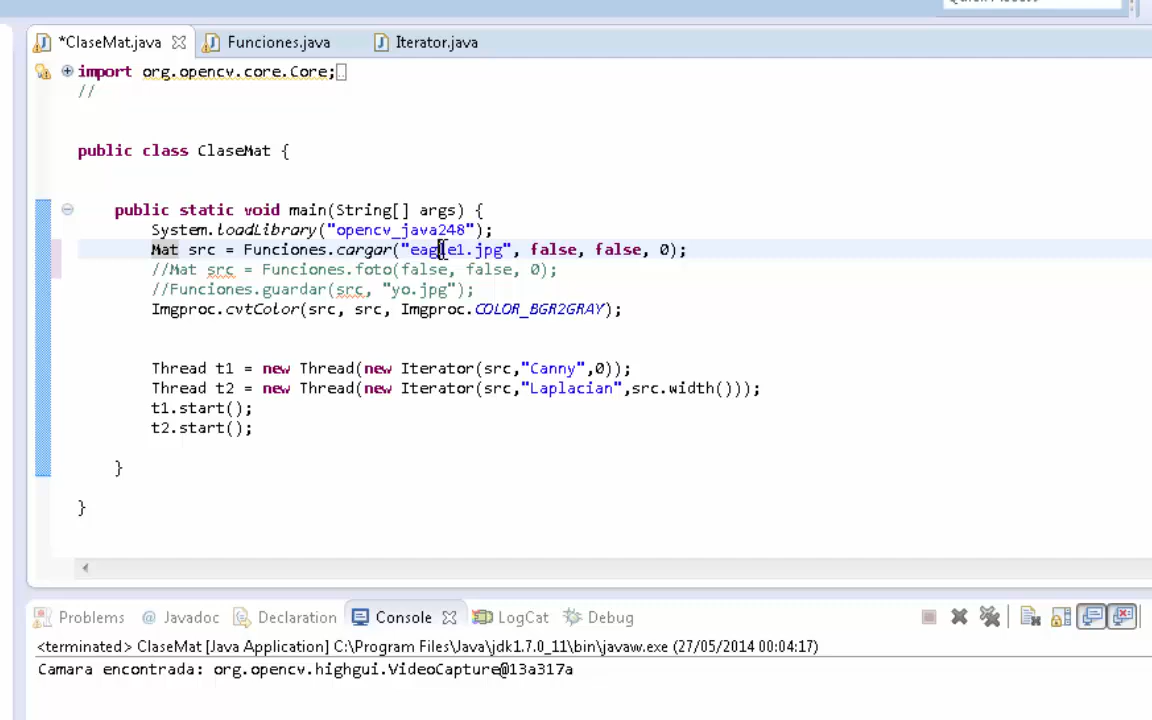 *ClaseMat.java Funciones.java Iterator.java
import org.opencv.core.Core;
//
public class ClaseMat {
public static void main(String[] args) {
System.loadLibrary("opencv_java248");
Mat src = Funciones.cargar("eagle1.jpg", false, false, 0);
//Mat src = Funciones.foto(false, false, 0);
//Funciones.guardar(src, "yo.jpg");
Imgproc.cvtColor(src, src, Imgproc.COLOR_BGR2GRAY);
Thread t1 = new Thread(new Iterator(src,"Canny",0));
Thread t2 = new Thread(new Iterator(src,"Laplacian",src.width()));
t1.start();
t2.start();
}
}
Problems @ Javadoc Declaration Console LogCat Debug
<terminated> ClaseMat [Java Application] C:\Program Files\Java\jdk1.7.0_11\bin\javaw.exe (27/05/2014 00:04:17)
Camara encontrada: org.opencv.highgui.VideoCapture@13a317a